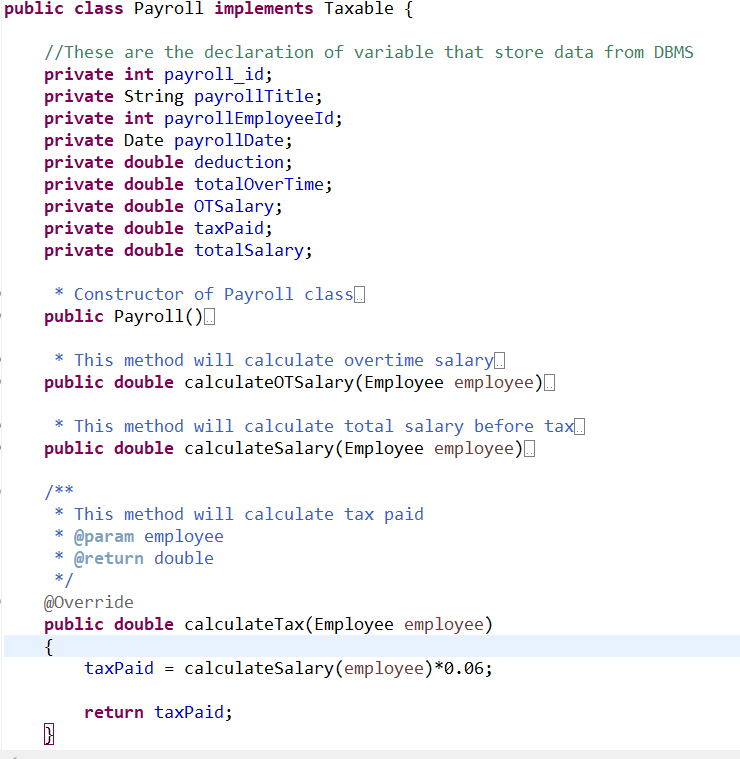 public class Payroll implements Taxable {
//These are the declaration of variable that store data from DBMS
private int payroll_id;
private String payrollTitle;
private int payrollEmployeeId;
private Date payrollDate;
private double deduction;
private double totalOverTime;
private double OTSalary;
private double taxPaid;
private double totalSalary;
* Constructor of Payroll class
public Payroll()
* This method will calculate overtime salary
public double calculateOTSalary(Employee employee)
* This method will calculate total salary before tax
public double calculateSalary(Employee employee)
/**
* This method will calculate tax paid
* @param employee
* @return double
*/
@Override
public double calculateTax(Employee employee)
{
taxPaid = calculateSalary(employee)*0.06;
return taxPaid;
}